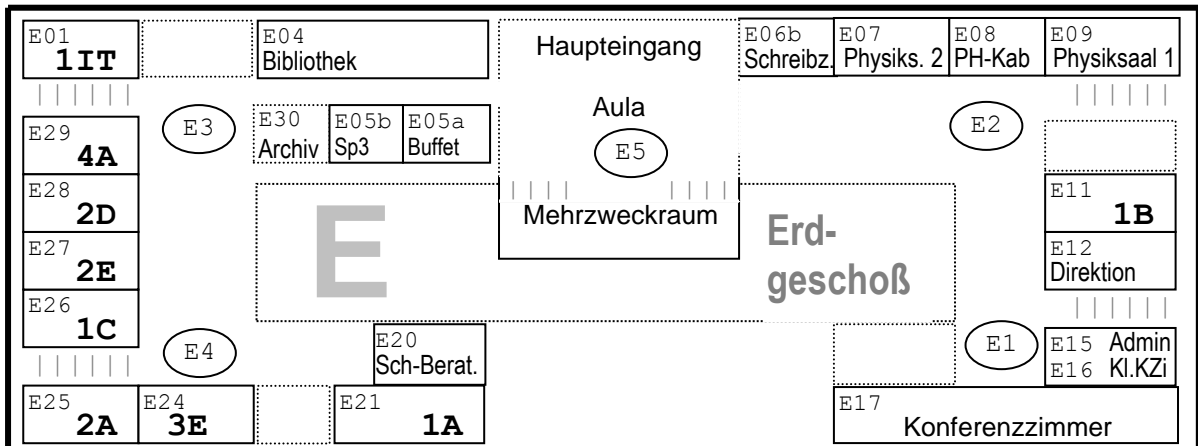 E01
1IT
E04
Bibliothek
Haupteingang
E06b
Schreibz.
E07
Physiks. 2
E08
PH-Kab
E09
Physiksaal 1
E29
4A
E3
E30
Archiv
E05b
Sp3
E05a
Buffet
Aula
E5
E2
E28
2D
E27
2E
E26
1C
E
Mehrzweckraum
Erd-
geschoß
E11
1B
E12
Direktion
E4
E20
Sch-Berat.
E1
E15 Admin
E16 Kl.KZi
E25
2A
E24
3E
E21
1A
E17
Konferenzzimmer